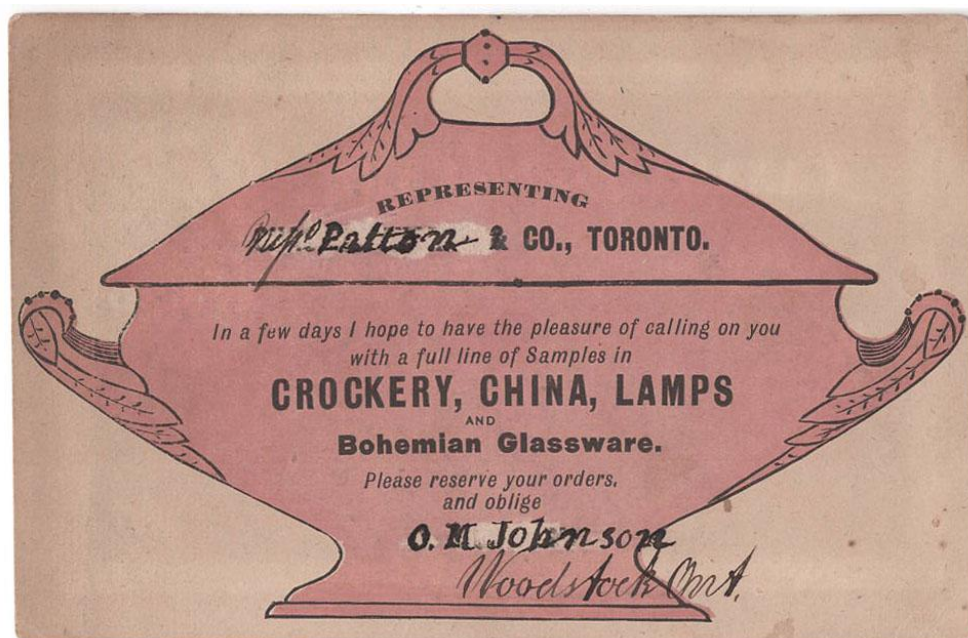 REPRESENTING
Patton & CO., TORONTO.
In a few days I hope to have the pleasure of calling on you
with a full line of Samples in
CROCKERY, CHINA, LAMPS
AND
Bohemian Glassware.
Please reserve your orders,
and oblige
O. M. Johnson
Woodstock Ont.